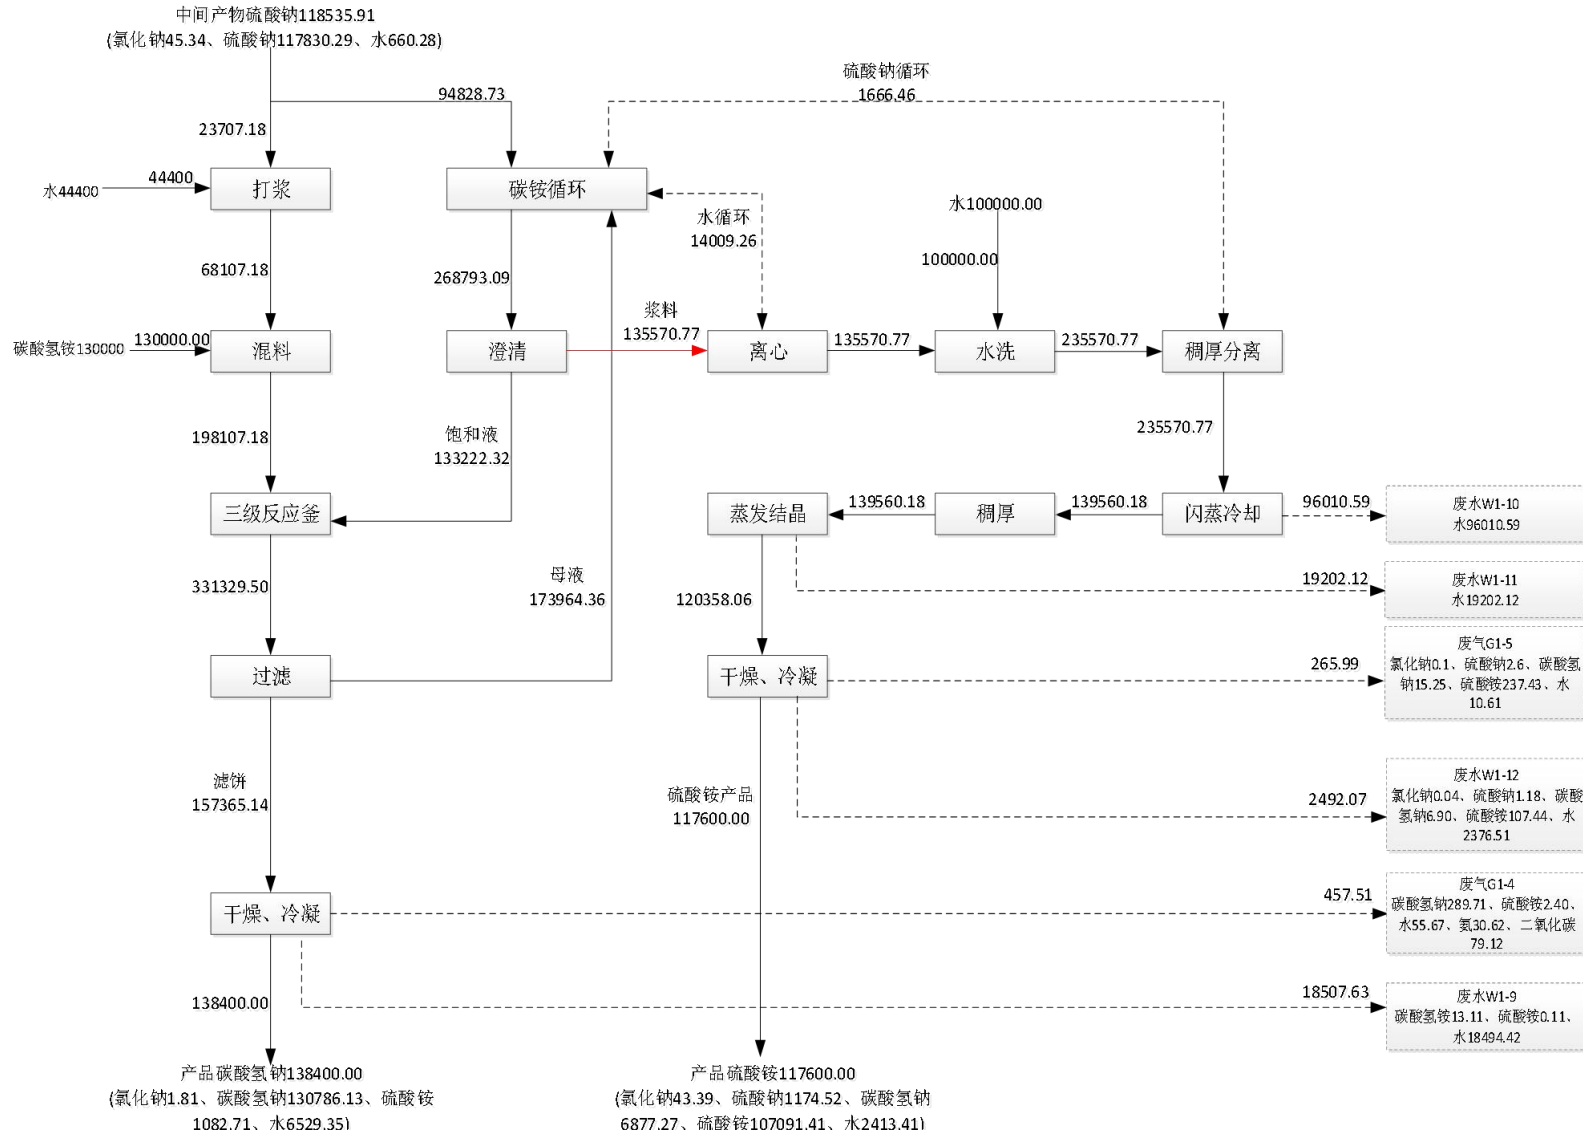 中间产物硫酸钠118535.91
(氯化钠45.34、硫酸钠117830.29、水660.28)
94828.73
硫酸钠循环
1666.46
23707.18
水44400
44400
打浆
碳铵循环
水循环
14009.26
水100000.00
100000.00
68107.18
268793.09
浆料
135570.77
碳酸氢铵130000
130000.00
混料
澄清
离心
135570.77
水洗
235570.77
稠厚分离
198107.18
饱和液
133222.32
235570.77
三级反应釜
蒸发结晶
139560.18
稠厚
139560.18
闪蒸冷却
96010.59
废水W1-10
水96010.59
331329.50
母液
173964.36
120358.06
19202.12
废水W1-11
水19202.12
过滤
干燥、冷凝
265.99
废气G1-5
氯化钠0.1、硫酸钠2.6、碳酸氢
钠15.25、硫酸铵237.43、水
10.61
滤饼
157365.14
硫酸铵产品
117600.00
2492.07
废水W1-12
氯化钠0.04、硫酸钠1.18、碳酸
氢钠6.90、硫酸铵107.44、水
2376.51
干燥、冷凝
457.51
废气G1-4
碳酸氢钠289.71、硫酸铵2.40、
水55.67、氨30.62、二氧化碳
79.12
138400.00
18507.63
废水W1-9
碳酸氢铵13.11、硫酸铵0.11、
水18494.42
产品碳酸氢钠138400.00
(氯化钠1.81、碳酸氢钠130786.13、硫酸铵
1082.71、水6529.35)
产品硫酸铵117600.00
(氯化钠43.39、硫酸钠1174.52、碳酸氢钠
6877.27、硫酸铵107091.41、水2413.41)